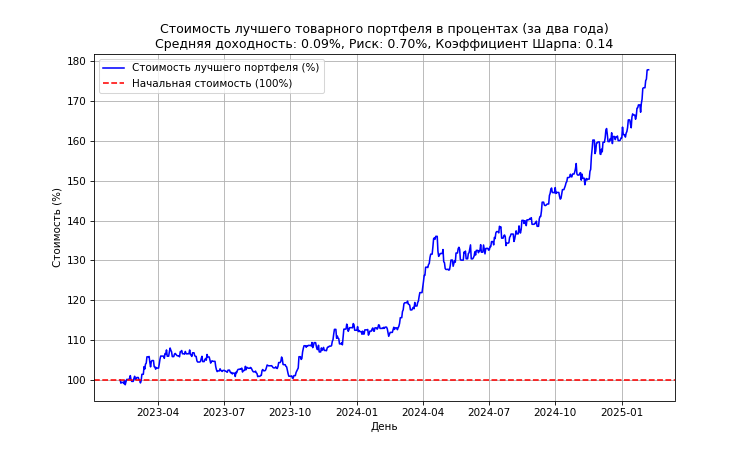 Стоимость лучшего товарного портфеля в процентах (за два года)
Средняя доходность: 0.09%, Риск: 0.70%, Коэффициент Шарпа: 0.14
Стоимость лучшего портфеля (%)
Начальная стоимость (100%)
Стоимость (%)
180
170
160
150
140
130
120
110
100
2023-04 2023-07 2023-10 2024-01 2024-04 2024-07 2024-10 2025-01
День